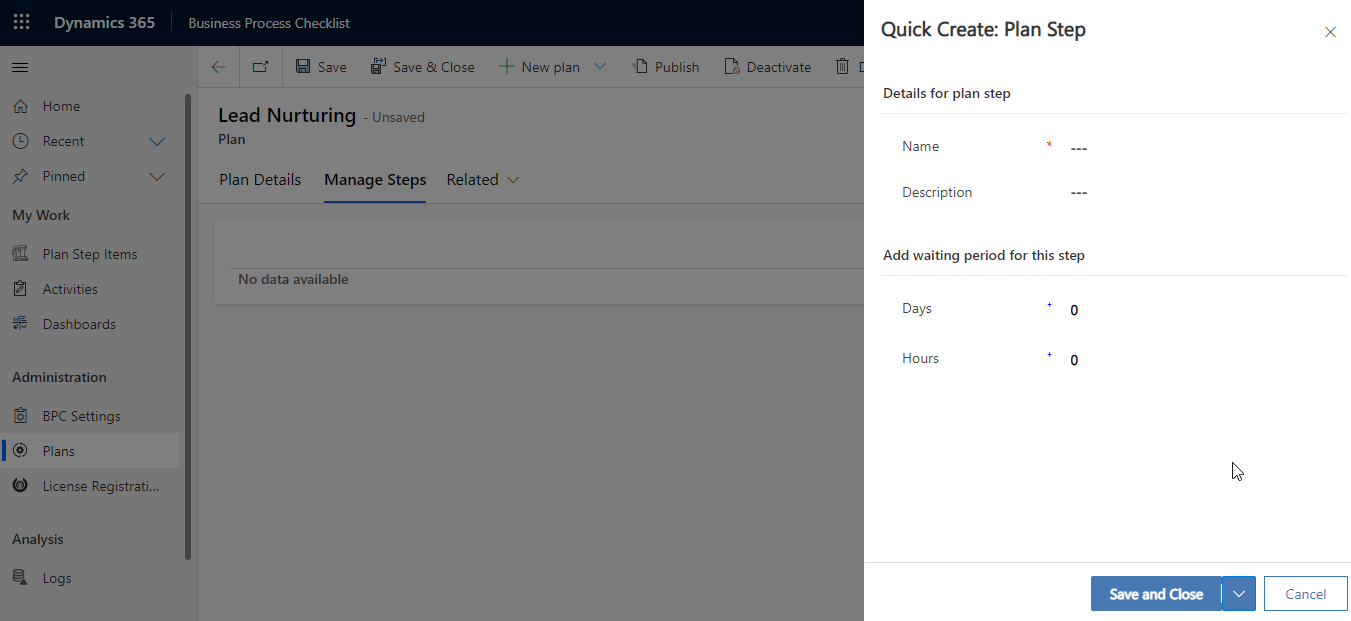 Dynamics 365 Business Process Checklist
Home
Recent
Pinned
My Work
Plan Step Items
Activities
Dashboards
Administration
BPC Settings
Plans
License Registrati...
Analysis
Logs
Save Save & Close New plan Publish Deactivate D
Lead Nurturing - Unsaved
Plan
Plan Details Manage Steps Related
No data available
Quick Create: Plan Step
Details for plan step
Name * ---
Description ---
Add waiting period for this step
Days + 0
Hours + 0
Save and Close Cancel